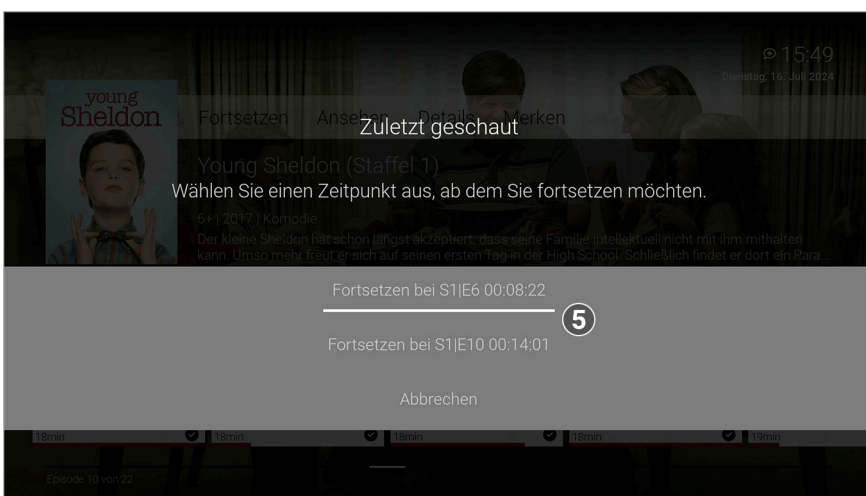 15:49
Dienstag, 16. Juli 2024
young
Sheldon
Fortsetzen Ansehen Details Merken
Zuletzt geschaut
Young Sheldon (Staffel 1)
Wählen Sie einen Zeitpunkt aus, ab dem Sie fortsetzen möchten.
6+ | 2017 | Komödie
Der kleine Sheldon hat schon längst akzeptiert, dass seine Familie intellektuell nicht mit ihm mithalten
kann. Umso mehr freut er sich auf seinen ersten Tag in der High School. Schließlich findet er dort ein Para...
Fortsetzen bei S1|E6 00:08:22
5
Fortsetzen bei S1|E10 00:14:01
Abbrechen
18min 18min 18min 18min 19min
Episode 10 von 22